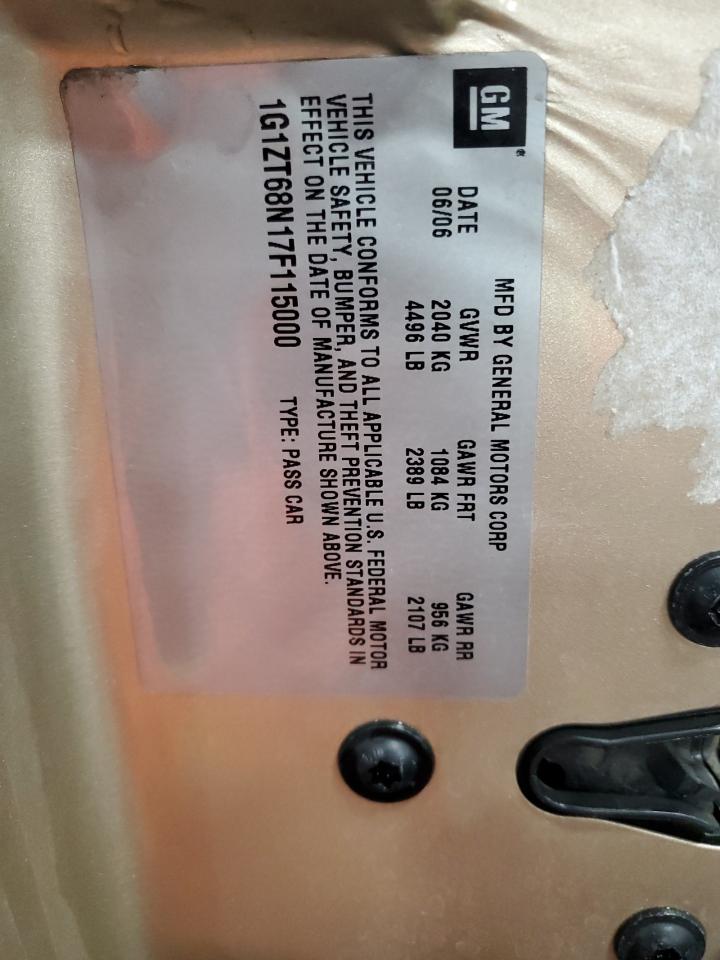 GM
MFD BY GENERAL MOTORS CORP
DATE GVWR GAWR FRT GAWR RR
06/06 2040 KG 1084 KG 956 KG
4496 LB 2389 LB 2107 LB
THIS VEHICLE CONFORMS TO ALL APPLICABLE U.S. FEDERAL MOTOR
VEHICLE SAFETY, BUMPER, AND THEFT PREVENTION STANDARDS IN
EFFECT ON THE DATE OF MANUFACTURE SHOWN ABOVE.
1G1ZT68N17F115000 TYPE: PASS CAR